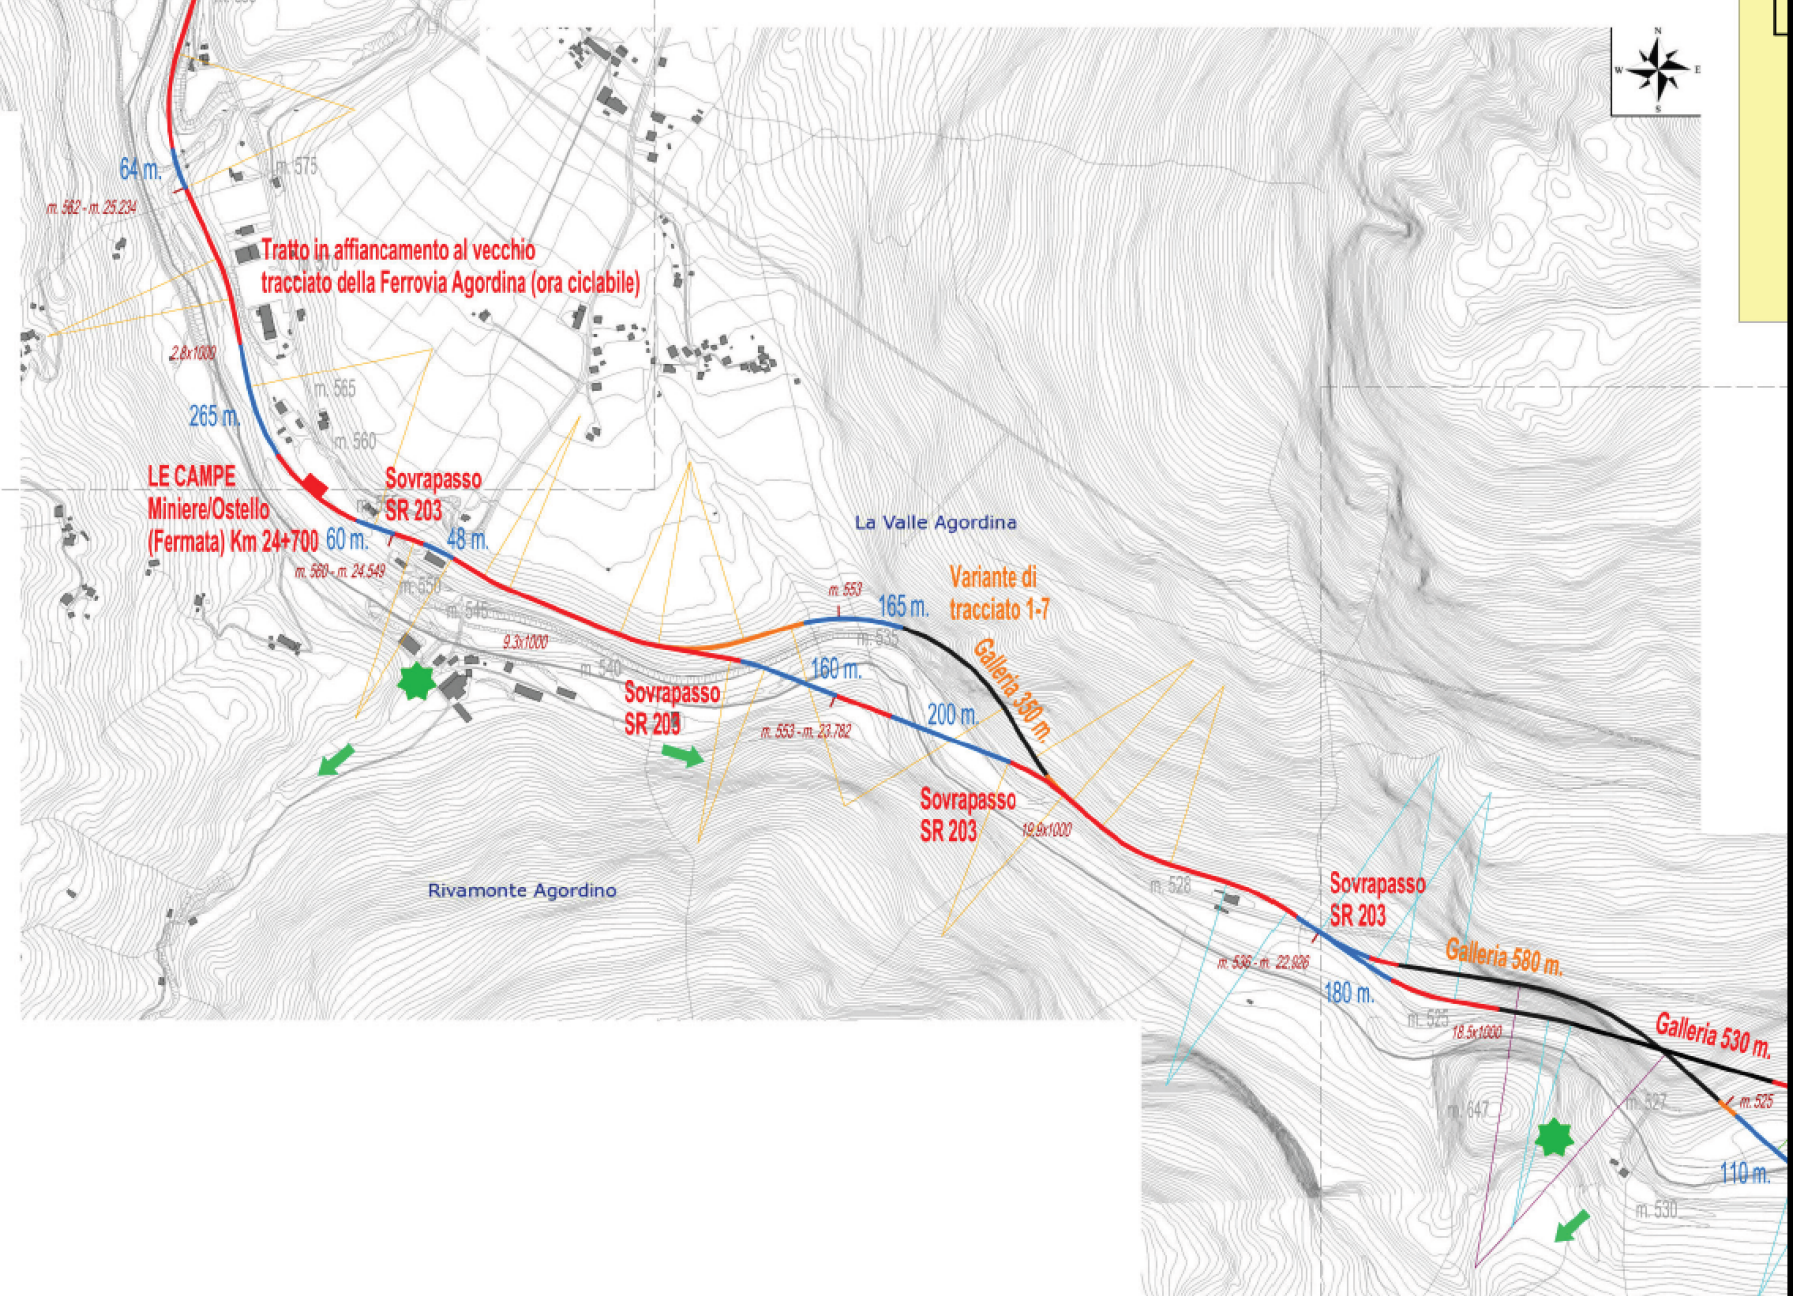 N
W
E
S
64 m.
m. 575
m. 562 - m. 25.234
Tratto in affiancamento al vecchio
tracciato della Ferrovia Agordina (ora ciclabile)
2,8x1000
m. 565
265 m.
m. 560
LE CAMPE
Miniere/Ostello
(Fermata) Km 24+700
Sovrapasso
SR 203
60 m.
48 m.
m. 560 - m. 24.549
m. 550
m. 545
La Valle Agordina
Variante di
tracciato 1-7
m. 553
165 m.
m. 535
9.3x1000
m. 540
Galleria 350 m.
160 m.
Sovrapasso
SR 203
200 m.
m. 553 - m. 23.782
Sovrapasso
SR 203
19,9x1000
Rivamonte Agordino
m. 528
Sovrapasso
SR 203
Galleria 580 m.
m. 536 - m. 22.926
180 m.
m. 525
18.5x1000
Galleria 530 m.
m. 647
m. 527
m. 525
110 m.
m. 530